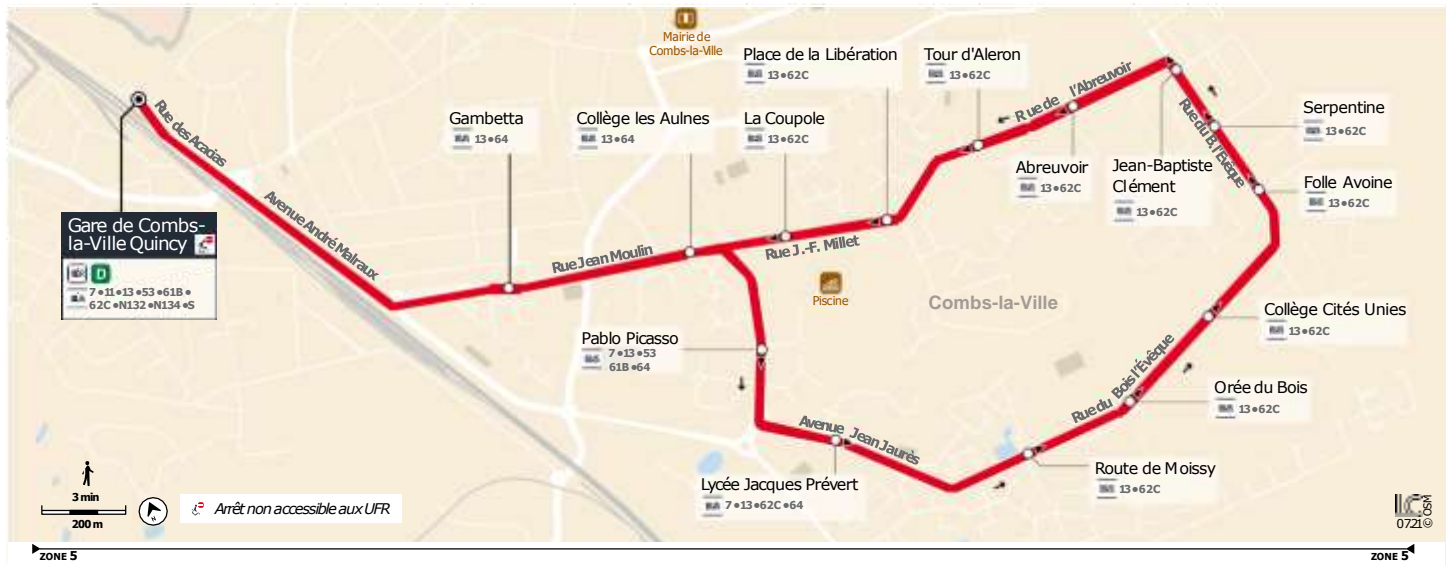 Mairie de
Combs-la-Ville
Place de la Libération
13•62C
Tour d'Aleron
13•62C
Rue de l'Abreuvoir
Rue des Acacias
Gambetta
13•64
Collège les Aulnes
13•64
La Coupole
13•62C
Abreuvoir
13•62C
Jean-Baptiste
Clément
13•62C
Rue du B. l'Évêque
Serpentine
13•62C
Folle Avoine
13•62C
Gare de Combs-
la-Ville Quincy
D
7•11•13•53•61B•
62C•N132•N134•S
Avenue André Malraux
Rue Jean Moulin
Rue J.-F. Millet
Piscine
Combs-la-Ville
Collège Cités Unies
13•62C
Pablo Picasso
7•13•53
61B•64
Rue du Bois l'Évêque
Orée du Bois
13•62C
Avenue Jean Jaurès
Route de Moissy
13•62C
Lycée Jacques Prévert
7•13•62C•64
3 min
200 m
N
Arrêt non accessible aux UFR
07.21 © OSM
ZONE 5
ZONE 5